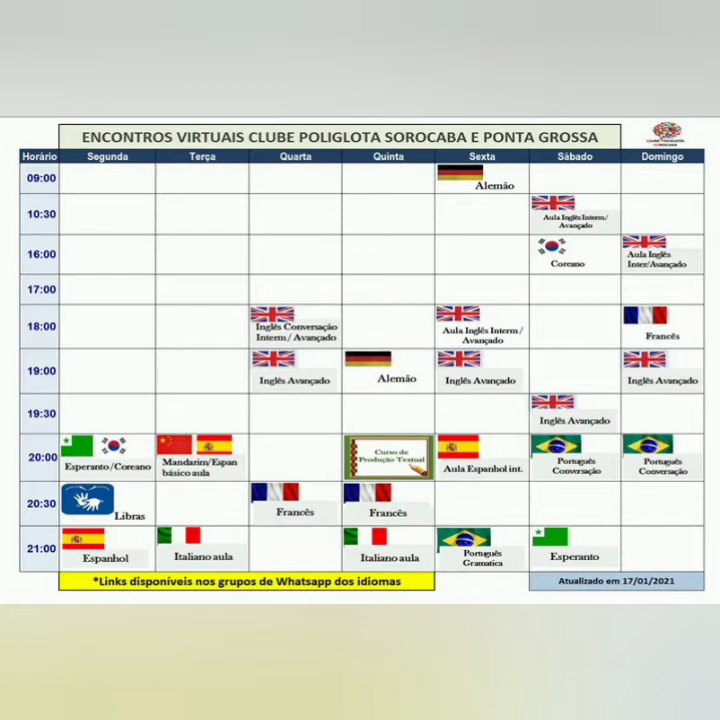 ENCONTROS VIRTUAIS CLUBE POLIGLOTA SOROCABA E PONTA GROSSA
CLUBE POLIGLOTA
SOROCABA
Horário Segunda Terça Quarta Quinta Sexta Sábado Domingo
09:00
Alemão
10:30
Aula Inglês Interm/
Avançado
16:00
Coreano
Aula Inglês
Inter/Avançado
17:00
18:00
Inglês Conversação
Interm/ Avançado
Aula Inglês Interm /
Avançado
Francês
19:00
Inglês Avançado
Alemão
Inglês Avançado
Inglês Avançado
19:30
Inglês Avançado
20:00
Esperanto/Coreano
Mandarim/Espan
básico aula
Curso de
Produção Textual
Aula Espanhol int.
Português
Conversação
Português
Conversação
20:30
Libras
Francês
Francês
21:00
Espanhol
Italiano aula
Italiano aula
Português
Gramatica
Esperanto
*Links disponíveis nos grupos de Whatsapp dos idiomas
Atualizado em 17/01/2021